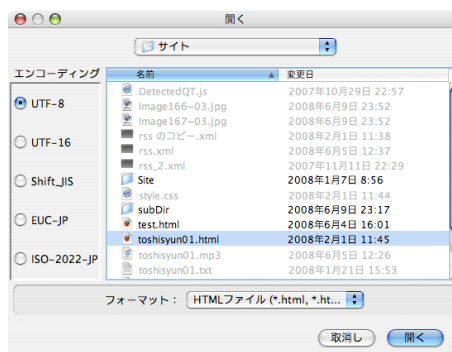 開く
サイト
エンコーディング 名前 変更日
DetectedQT.js 2007年10月29日 22:57
Image166~03.jpg 2008年6月9日 23:52
Image167~03.jpg 2008年6月9日 23:52
rss のコピー.xml 2008年2月1日 11:38
rss.xml 2008年6月5日 12:37
rss_2.xml 2007年11月11日 22:29
Site 2008年1月7日 8:56
style.css 2008年2月1日 11:44
subDir 2008年6月9日 23:17
test.html 2008年6月4日 16:01
toshisyun01.html 2008年2月1日 11:45
toshisyun01.mp3 2008年6月5日 12:26
toshisyun01.txt 2008年1月21日 15:53
UTF-8
UTF-16
Shift_JIS
EUC-JP
ISO-2022-JP
フォーマット： HTMLファイル (*.html, *.ht...
取消し 開く